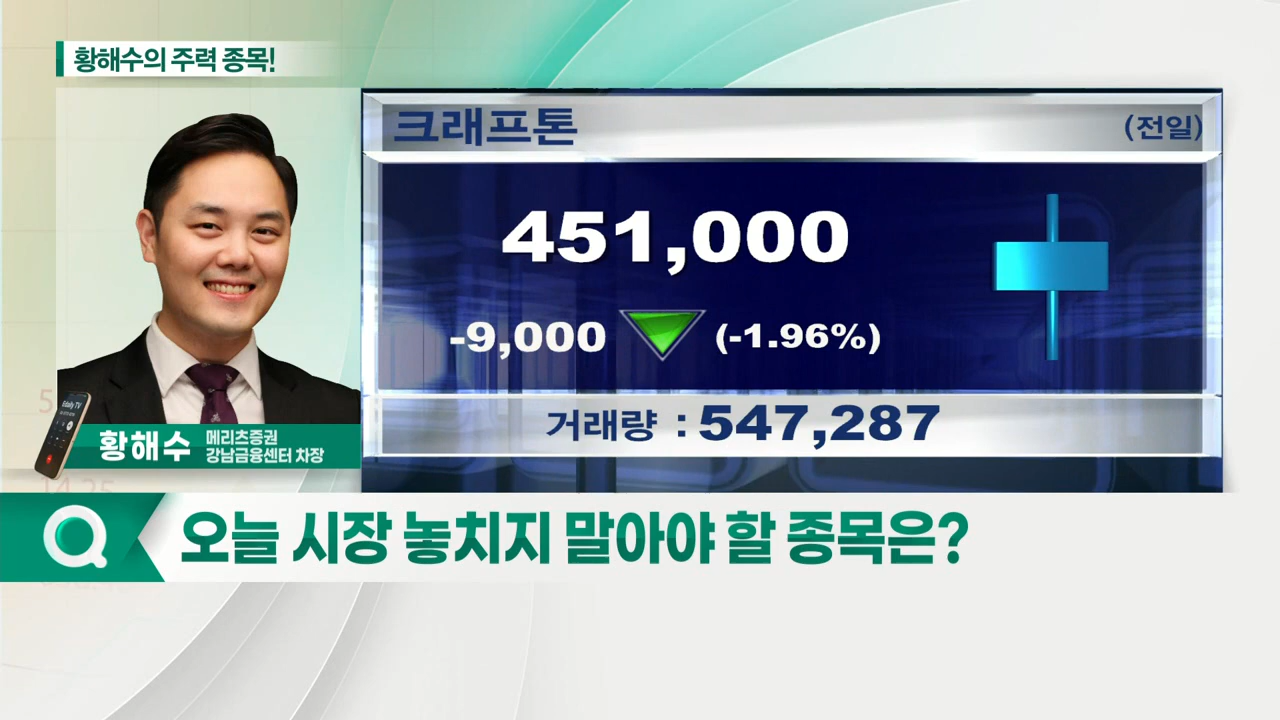 황해수의 주력 종목!
크래프톤
(전일)
451,000
-9,000 (-1.96%)
거래량 : 547,287
Edaily TV
황해수
메리츠증권
강남금융센터 차장
오늘 시장 놓치지 말아야 할 종목은?